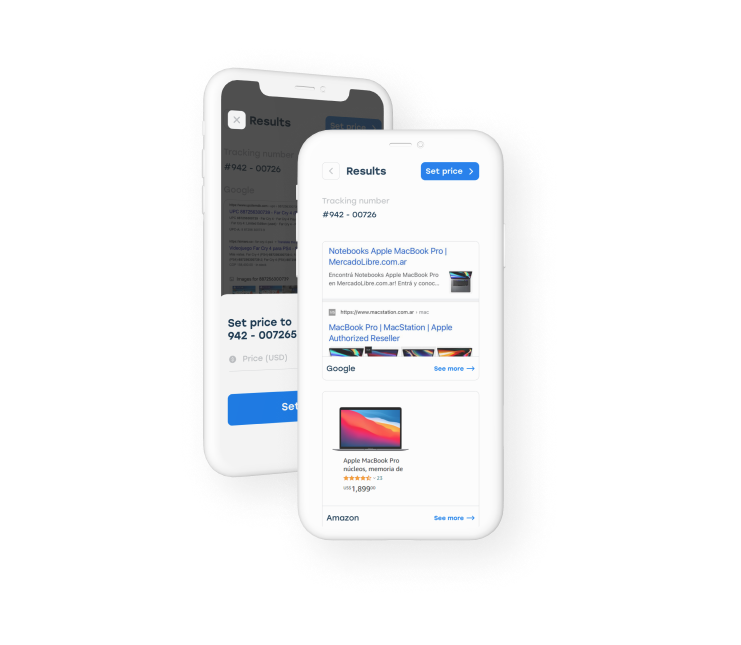 Results
Set price
Tracking number
#942 - 00726
Google
Images for
Set price to
942 - 007265
Price (USD)
Set
Results
Set price
Tracking number
#942 - 00726
Notebooks Apple MacBook Pro |
MercadoLibre.com.ar
Encontrá Notebooks Apple MacBook Pro
en MercadoLibre.com.ar! Entrá y conoc...
https://www.macstation.com.ar › mac
MacBook Pro | MacStation | Apple
Authorized Reseller
Google
See more →
Apple MacBook Pro
núcleos, memoria de
23
US$ 1,899⁰⁰
Amazon
See more →